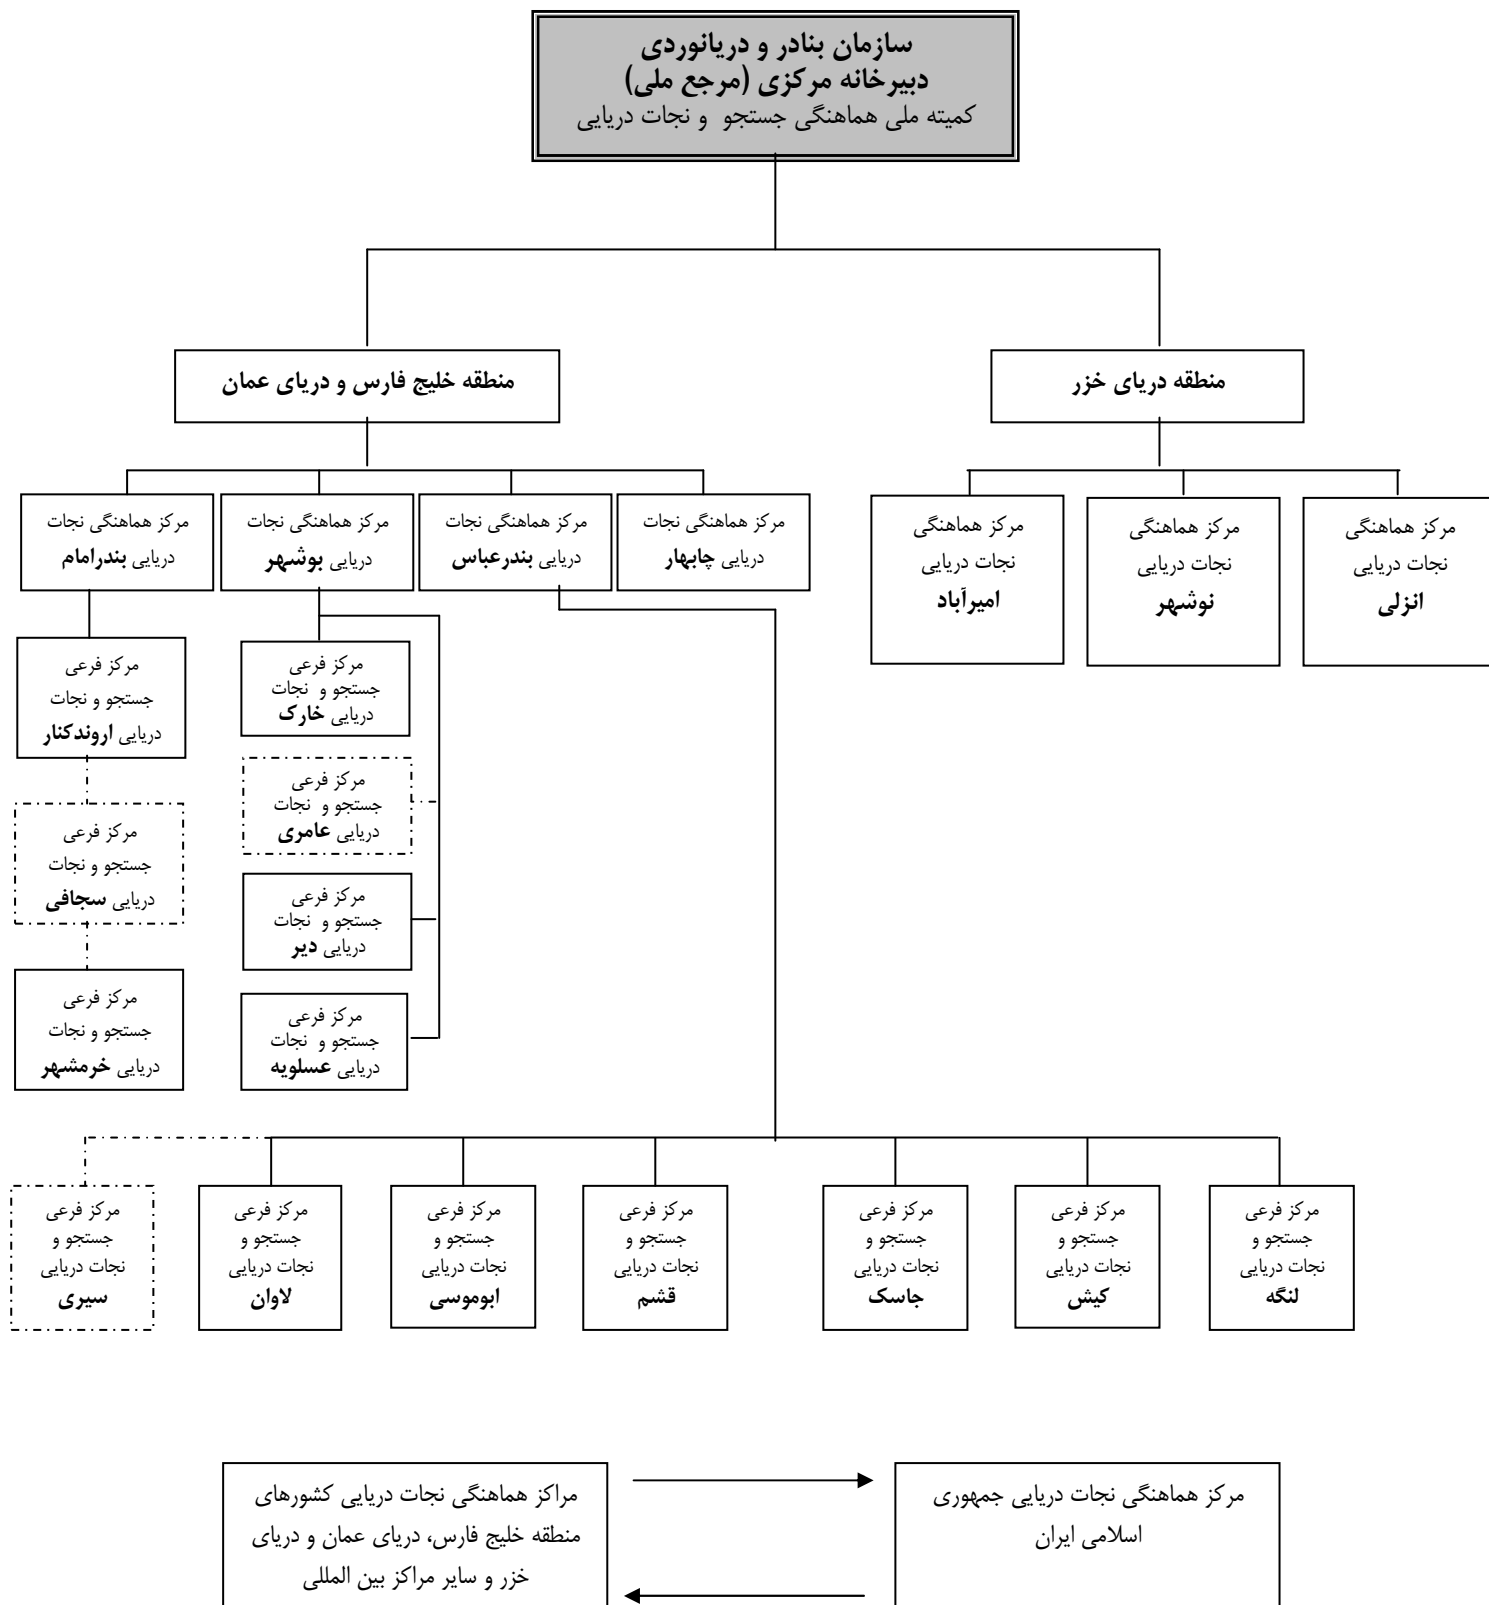 سازمان بنادر و دریانوردی
دبیرخانه مرکزی (مرجع ملی)
کمیته ملی هماهنگی جستجو و نجات دریایی
منطقه دریای خزر
منطقه خلیج فارس و دریای عمان
مرکز هماهنگی
نجات دریایی
انزلی
مرکز هماهنگی
نجات دریایی
نوشهر
مرکز هماهنگی
نجات دریایی
امیرآباد
مرکز هماهنگی نجات
دریایی چابهار
مرکز هماهنگی نجات
دریایی بندرعباس
مرکز هماهنگی نجات
دریایی بوشهر
مرکز هماهنگی نجات
دریایی بندرامام
مرکز فرعی
جستجو و نجات
دریایی خارک
مرکز فرعی
جستجو و نجات
دریایی عامری
مرکز فرعی
جستجو و نجات
دریایی دیر
مرکز فرعی
جستجو و نجات
دریایی عسلویه
مرکز فرعی
جستجو و نجات
دریایی اروندکنار
مرکز فرعی
جستجو و نجات
دریایی سجافی
مرکز فرعی
جستجو و نجات
دریایی خرمشهر
مرکز فرعی
جستجو و
نجات دریایی
لنگه
مرکز فرعی
جستجو و
نجات دریایی
کیش
مرکز فرعی
جستجو و
نجات دریایی
جاسک
مرکز فرعی
جستجو و
نجات دریایی
قشم
مرکز فرعی
جستجو و
نجات دریایی
ابوموسی
مرکز فرعی
جستجو و
نجات دریایی
لاوان
مرکز فرعی
جستجو و
نجات دریایی
سیری
مرکز هماهنگی نجات دریایی جمهوری
اسلامی ایران
مراکز هماهنگی نجات دریایی کشورهای
منطقه خلیج فارس، دریای عمان و دریای
خزر و سایر مراکز بین المللی